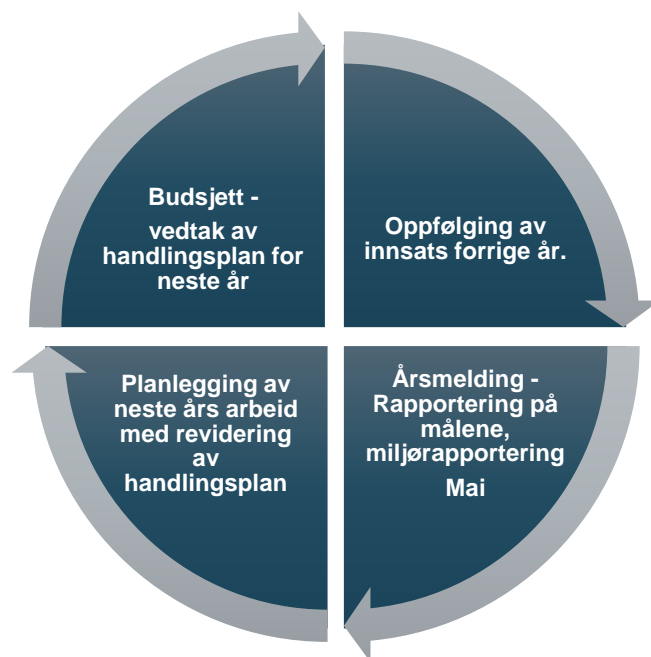 Budsjett -
vedtak av
handlingsplan for
neste år
Oppfølging av
innsats forrige år.
Planlegging av
neste års arbeid
med revidering
av
handlingsplan
Årsmelding -
Rapportering på
målene,
miljørapportering
Mai